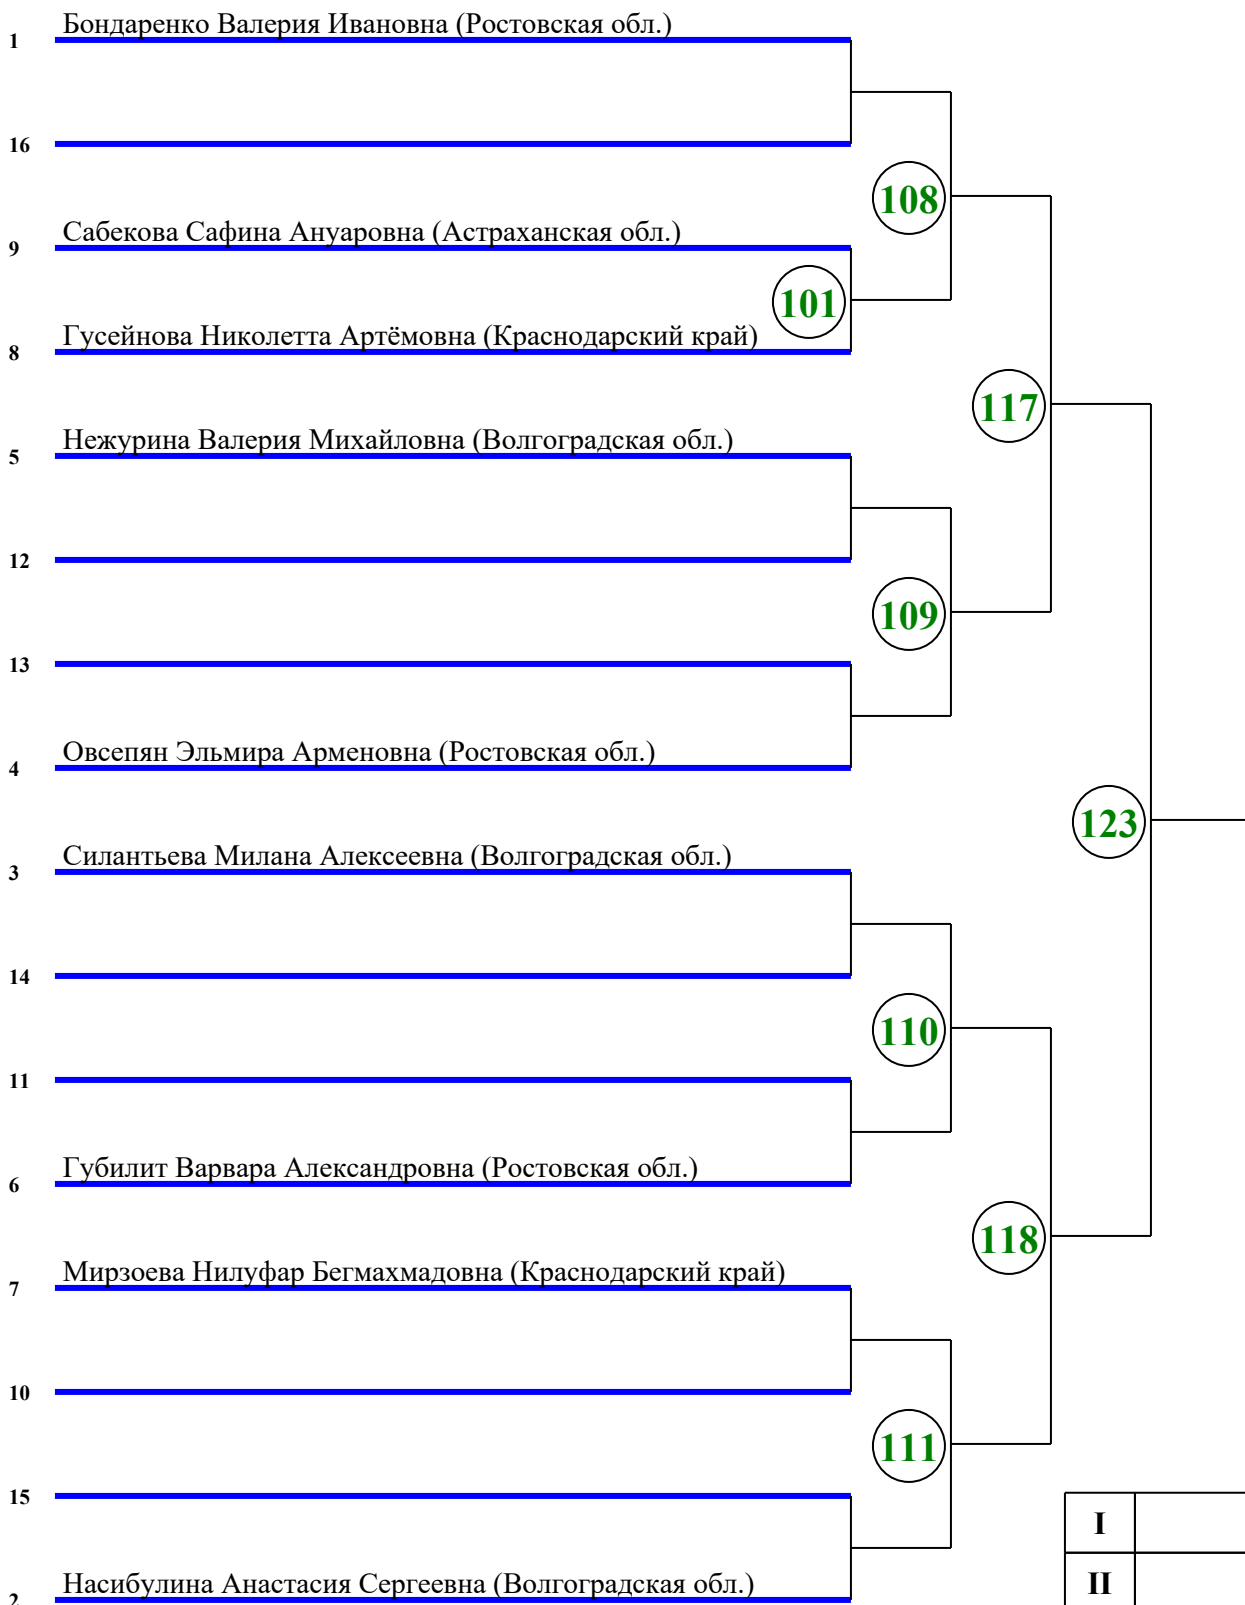 1 Бондаренко Валерия Ивановна (Ростовская обл.)
16
108
9 Сабекова Сафина Ануаровна (Астраханская обл.)
101
8 Гусейнова Николетта Артёмовна (Краснодарский край)
117
5 Нежурина Валерия Михайловна (Волгоградская обл.)
12
109
13
4 Овсепян Эльмира Арменовна (Ростовская обл.)
123
3 Силантьева Милана Алексеевна (Волгоградская обл.)
14
110
11
6 Губилит Варвара Александровна (Ростовская обл.)
118
7 Мирзоева Нилуфар Бегмахмадовна (Краснодарский край)
10
111
15
I
2 Насибулина Анастасия Сергеевна (Волгоградская обл.)
II